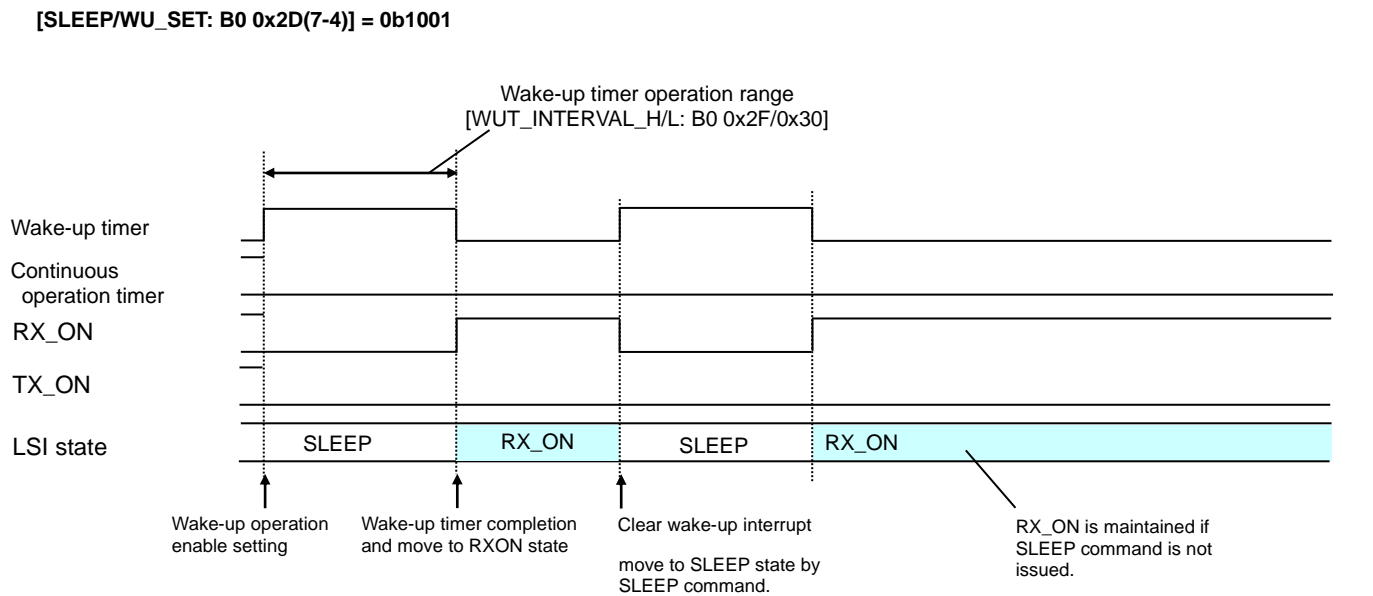 [SLEEP/WU_SET: B0 0x2D(7-4)] = 0b1001
Wake-up timer operation range
[WUT_INTERVAL_H/L: B0 0x2F/0x30]
Wake-up timer
Continuous
operation timer
RX_ON
TX_ON
LSI state
SLEEP
RX_ON
SLEEP
RX_ON
Wake-up operation
enable setting
Wake-up timer completion
and move to RXON state
Clear wake-up interrupt
move to SLEEP state by
SLEEP command.
RX_ON is maintained if
SLEEP command is not
issued.